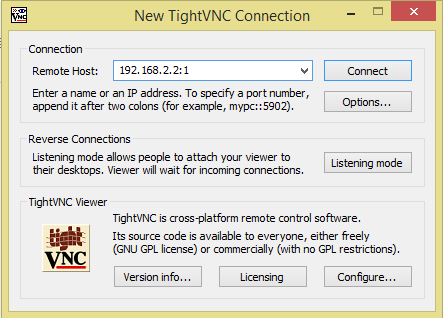 New TightVNC Connection
Connection
Remote Host: 192.168.2.2:1
Connect
Enter a name or an IP address. To specify a port number,
append it after two colons (for example, mypc::5902).
Options...
Reverse Connections
Listening mode allows people to attach your viewer to
their desktops. Viewer will wait for incoming connections.
Listening mode
TightVNC Viewer
TightVNC is cross-platform remote control software.
Its source code is available to everyone, either freely
(GNU GPL license) or commercially (with no GPL restrictions).
tight
VNC
Version info... Licensing Configure...